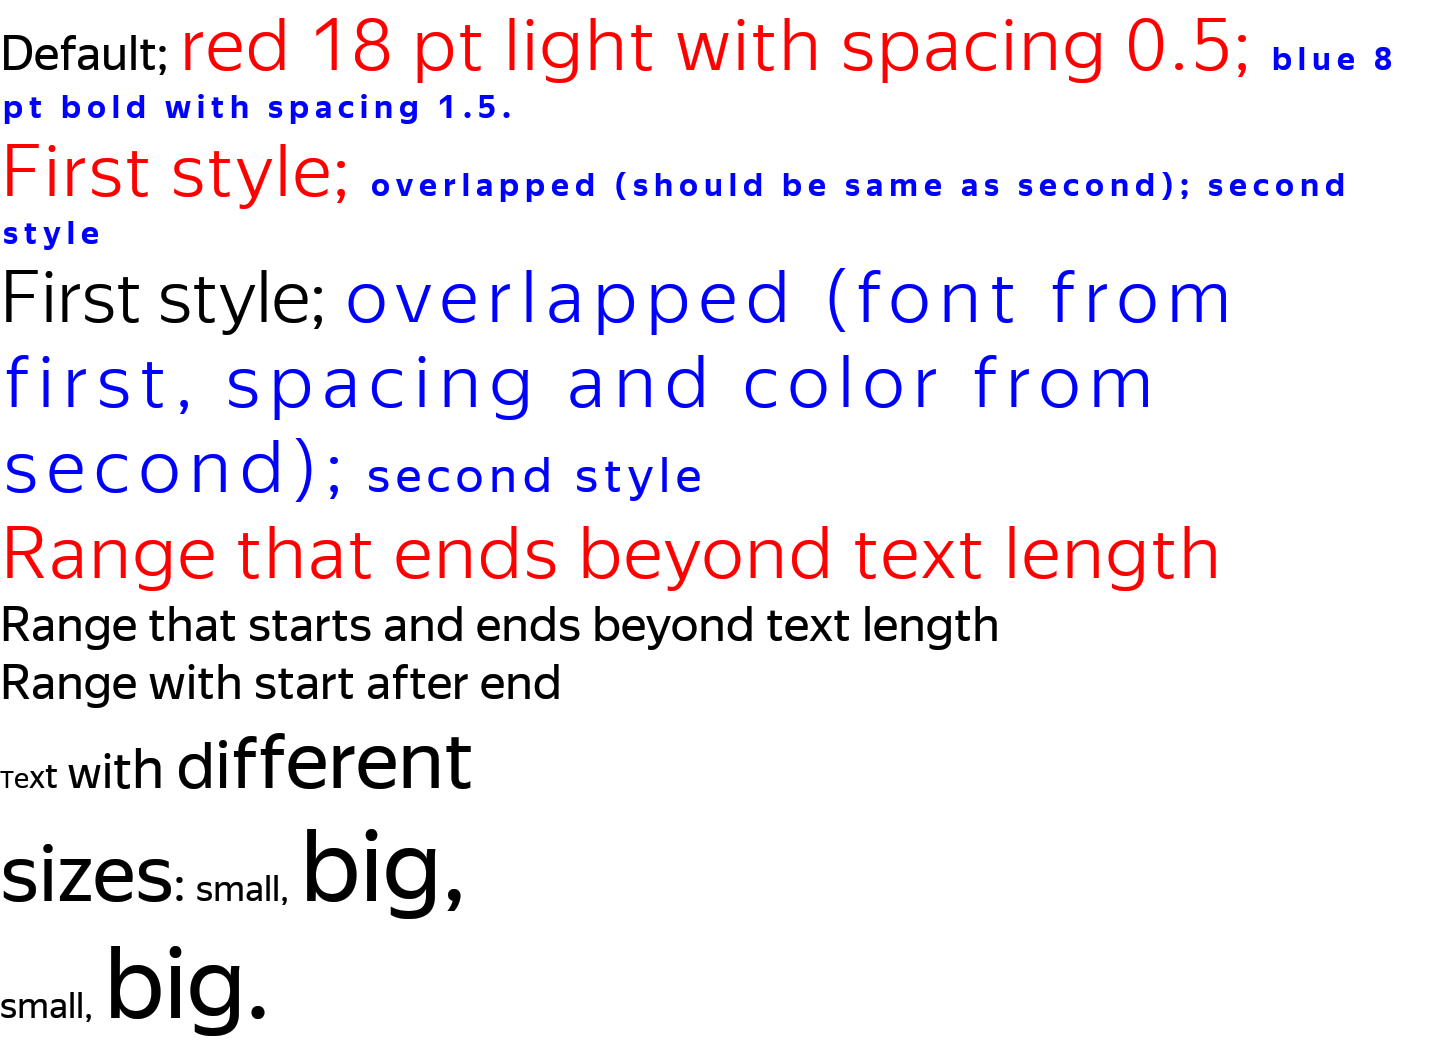 Default; red 18 pt light with spacing 0.5; blue 8
pt bold with spacing 1.5.
First style; overlapped (should be same as second); second
style
First style; overlapped (font from
first, spacing and color from
second); second style
Range that ends beyond text length
Range that starts and ends beyond text length
Range with start after end
Text with different
sizes: small, big,
small, big.